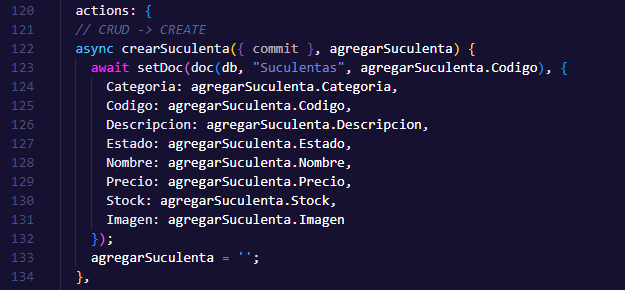 120 actions: {
121 // CRUD -> CREATE
122 async crearSuculenta({ commit }, agregarSuculenta) {
123 await setDoc(doc(db, "Suculentas", agregarSuculenta.Codigo), {
124 Categoria: agregarSuculenta.Categoria,
125 Codigo: agregarSuculenta.Codigo,
126 Descripcion: agregarSuculenta.Descripcion,
127 Estado: agregarSuculenta.Estado,
128 Nombre: agregarSuculenta.Nombre,
129 Precio: agregarSuculenta.Precio,
130 Stock: agregarSuculenta.Stock,
131 Imagen: agregarSuculenta.Imagen
132 });
133 agregarSuculenta = '';
134 },